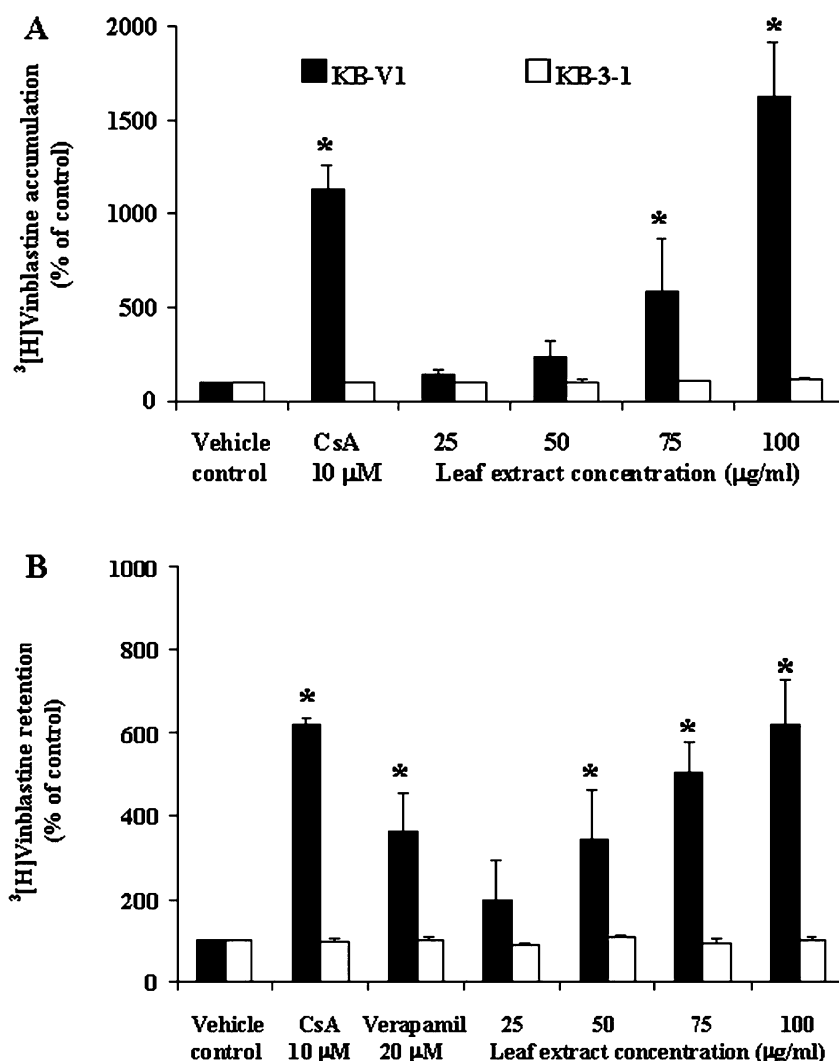 A
³[H]Vinblastine accumulation
(% of control)
2000
1500
1000
500
0
KB-V1
KB-3-1
*
*
*
Vehicle control
CsA 10 µM
25
50
75
100
Leaf extract concentration (µg/ml)
B
³[H]Vinblastine retention
(% of control)
1000
800
600
400
200
0
*
*
*
*
*
Vehicle control
CsA 10 µM
Verapamil 20 µM
25
50
75
100
Leaf extract concentration (µg/ml)